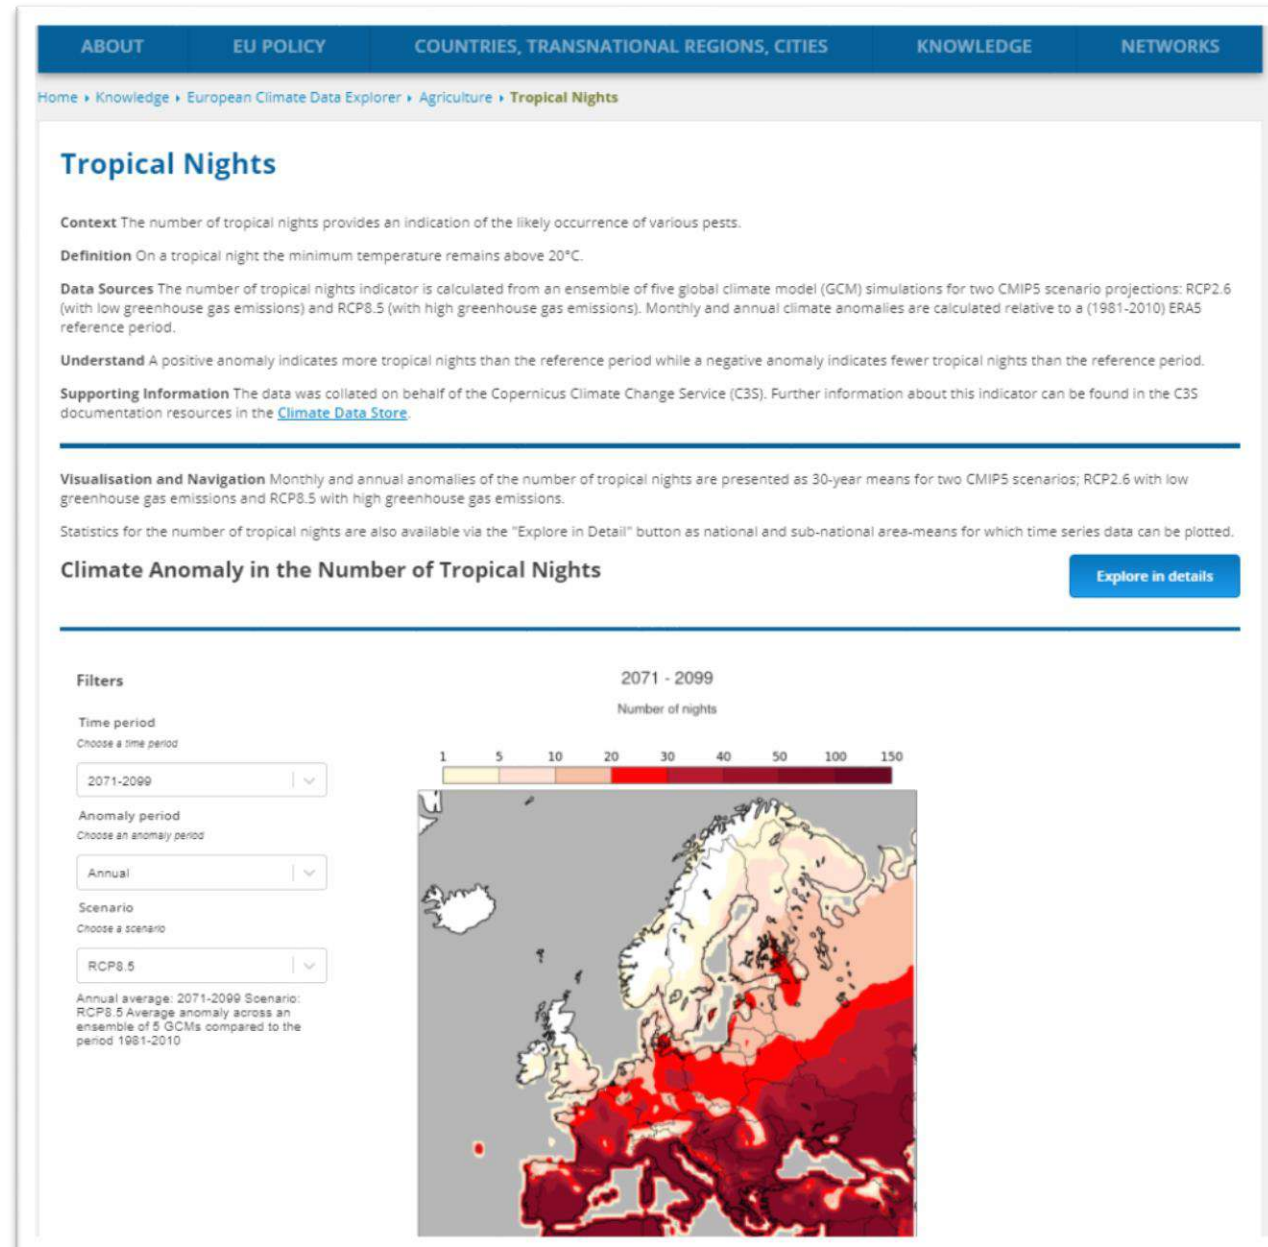 ABOUT EU POLICY COUNTRIES, TRANSNATIONAL REGIONS, CITIES KNOWLEDGE NETWORKS
Home › Knowledge › European Climate Data Explorer › Agriculture › Tropical Nights
Tropical Nights
Context The number of tropical nights provides an indication of the likely occurrence of various pests.
Definition On a tropical night the minimum temperature remains above 20°C.
Data Sources The number of tropical nights indicator is calculated from an ensemble of five global climate model (GCM) simulations for two CMIP5 scenario projections: RCP2.6
(with low greenhouse gas emissions) and RCP8.5 (with high greenhouse gas emissions). Monthly and annual climate anomalies are calculated relative to a (1981-2010) ERA5
reference period.
Understand A positive anomaly indicates more tropical nights than the reference period while a negative anomaly indicates fewer tropical nights than the reference period.
Supporting Information The data was collated on behalf of the Copernicus Climate Change Service (C3S). Further information about this indicator can be found in the C3S
documentation resources in the Climate Data Store.
Visualisation and Navigation Monthly and annual anomalies of the number of tropical nights are presented as 30-year means for two CMIP5 scenarios; RCP2.6 with low
greenhouse gas emissions and RCP8.5 with high greenhouse gas emissions.
Statistics for the number of tropical nights are also available via the "Explore in Detail" button as national and sub-national area-means for which time series data can be plotted.
Climate Anomaly in the Number of Tropical Nights
Explore in details
Filters
Time period
Choose a time period
2071-2099
Anomaly period
Choose an anomaly period
Annual
Scenario
Choose a scenario
RCP8.5
Annual average: 2071-2099 Scenario:
RCP8.5 Average anomaly across an
ensemble of 5 GCMs compared to the
period 1981-2010
2071 - 2099
Number of nights
1 5 10 20 30 40 50 100 150